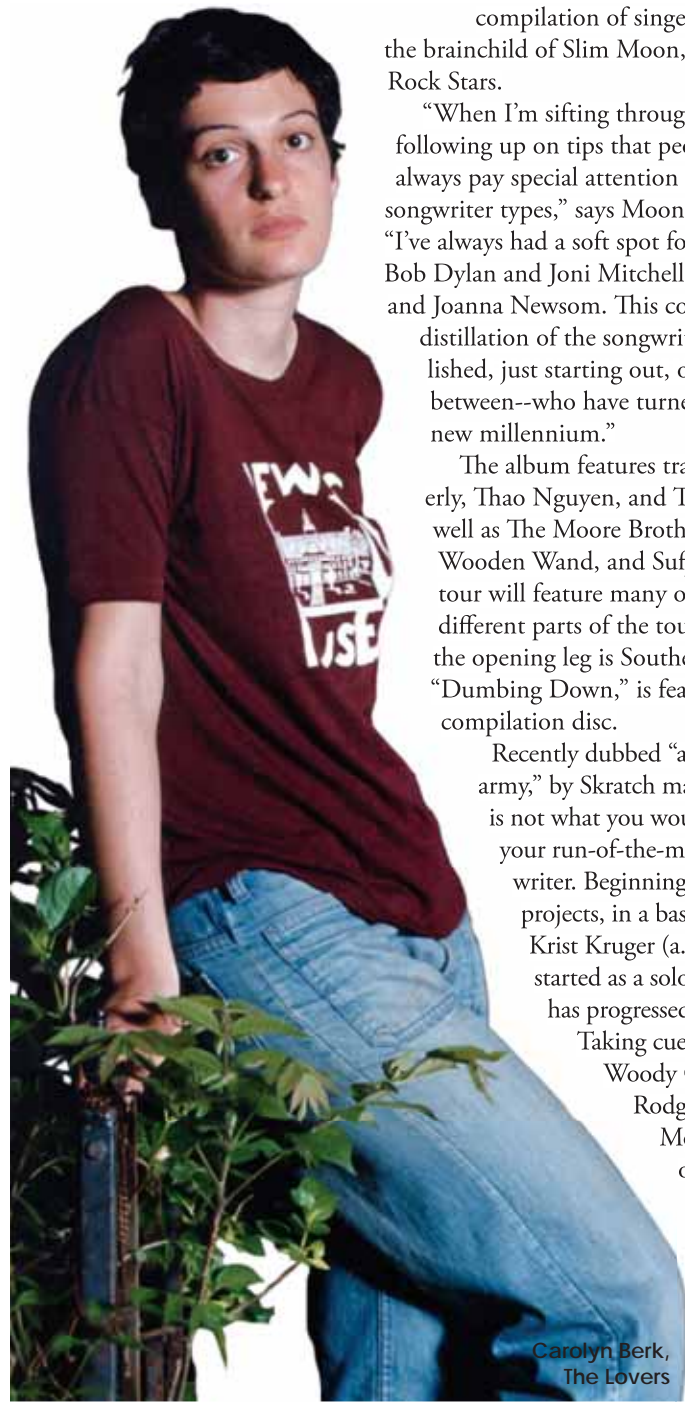 compilation of singe
the brainchild of Slim Moon,
Rock Stars.
“When I’m sifting throug
following up on tips that peo
always pay special attention
songwriter types,” says Moon
“I’ve always had a soft spot fo
Bob Dylan and Joni Mitchell
and Joanna Newsom. This co
distillation of the songwrit
lished, just starting out, o
between--who have turne
new millennium.”
The album features tra
erly, Thao Nguyen, and T
well as The Moore Broth
Wooden Wand, and Suf
tour will feature many o
different parts of the tou
the opening leg is Southe
“Dumbing Down,” is fea
compilation disc.
Recently dubbed “a
army,” by Skratch ma
is not what you wou
your run-of-the-m
writer. Beginning
projects, in a bas
Krist Kruger (a.
started as a solo
has progressed
Taking cue
Woody
Rodg
Mo
o
Carolyn Berk,
The Lovers